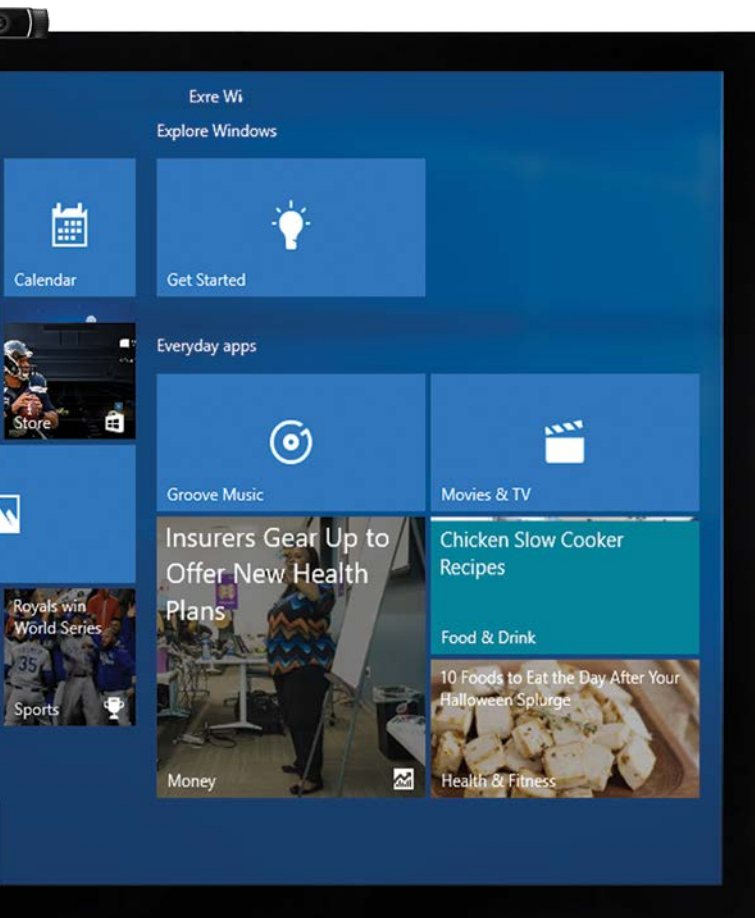 Exre Wi
Explore Windows
Calendar
Get Started
Store
Everyday apps
Groove Music
Movies & TV
Royals win
World Series
35
Sports
Insurers Gear Up to
Offer New Health
Plans
Money
Chicken Slow Cooker
Recipes
Food & Drink
10 Foods to Eat the Day After Your
Halloween Splurge
Health & Fitness